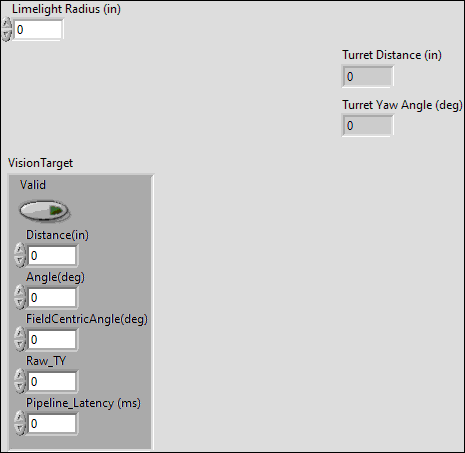 Limelight Radius (in)
0
Turret Distance (in)
0
Turret Yaw Angle (deg)
0
VisionTarget
Valid
Distance(in)
0
Angle(deg)
0
FieldCentricAngle(deg)
0
Raw_TY
0
Pipeline_Latency (ms)
0